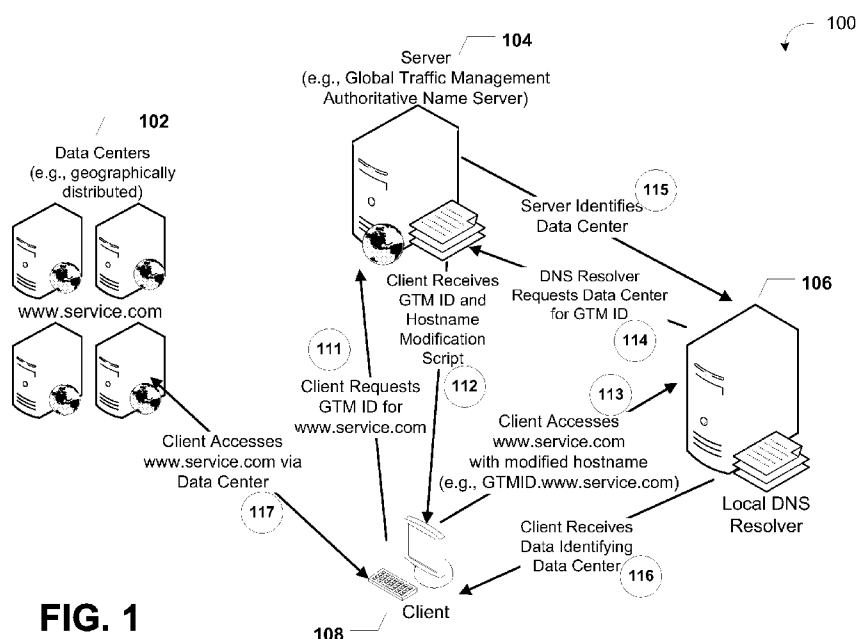 100
104
Server
(e.g., Global Traffic Management
Authoritative Name Server)
102
Data Centers
(e.g., geographically
distributed)
www.service.com
115
Server Identifies
Data Center
DNS Resolver
Requests Data Center
for GTM ID
114
106
Client Receives
GTM ID and
Hostname
Modification
Script
112
111
Client Requests
GTM ID for
www.service.com
113
Client Accesses
www.service.com
with modified hostname
(e.g., GTMID.www.service.com)
Local DNS
Resolver
Client Accesses
www.service.com via
Data Center
117
Client Receives
Data Identifying
Data Center
116
Client
108
FIG. 1